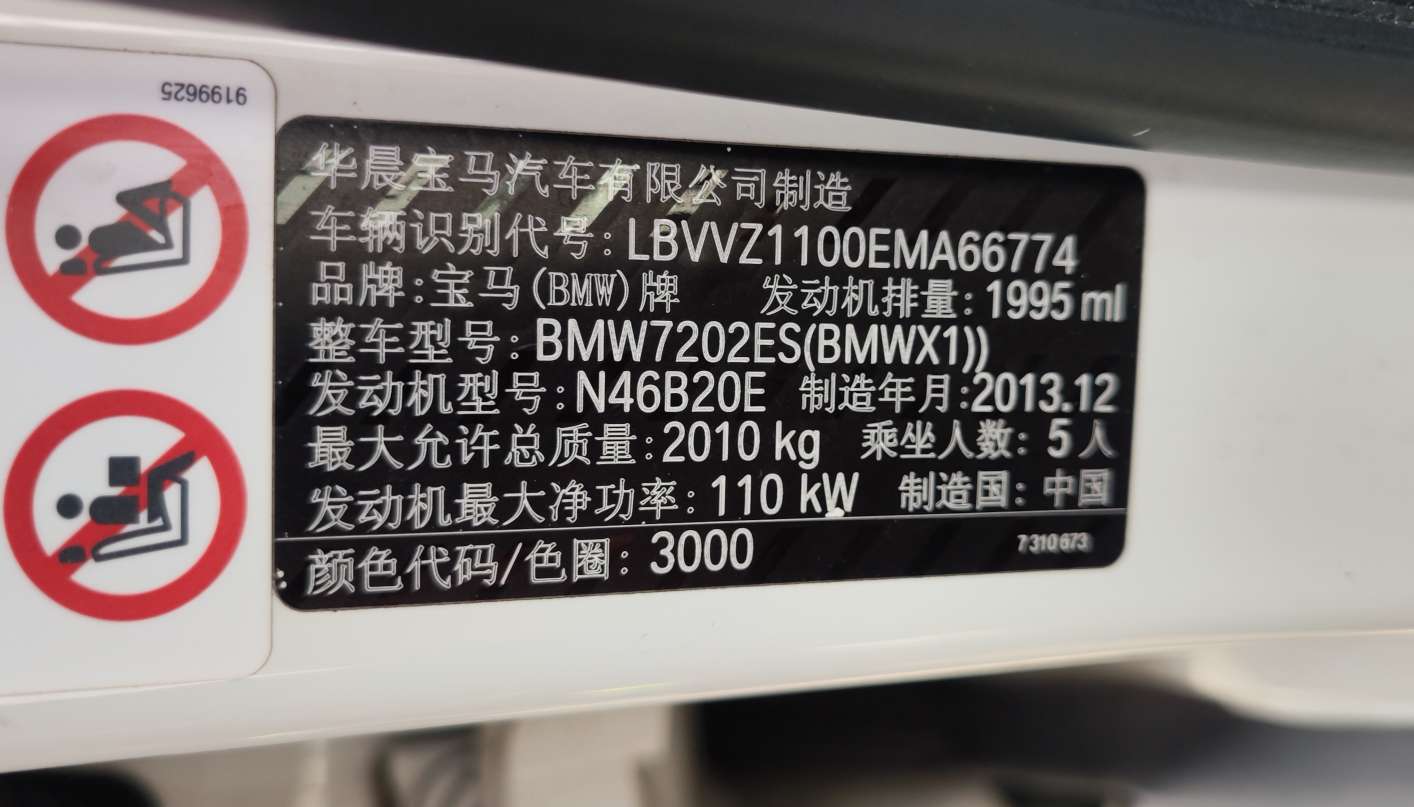 9199625
华晨宝马汽车有限公司制造
车辆识别代号: LBVVZ1100EMA66774
品牌:宝马(BMW)牌 发动机排量: 1995 ml
整车型号: BMW7202ES(BMWX1))
发动机型号:N46B20E 制造年月:2013.12
最大允许总质量:2010 kg 乘坐人数: 5人
发动机最大净功率: 110 kW 制造国: 中国
颜色代码/色圈: 3000 7310673